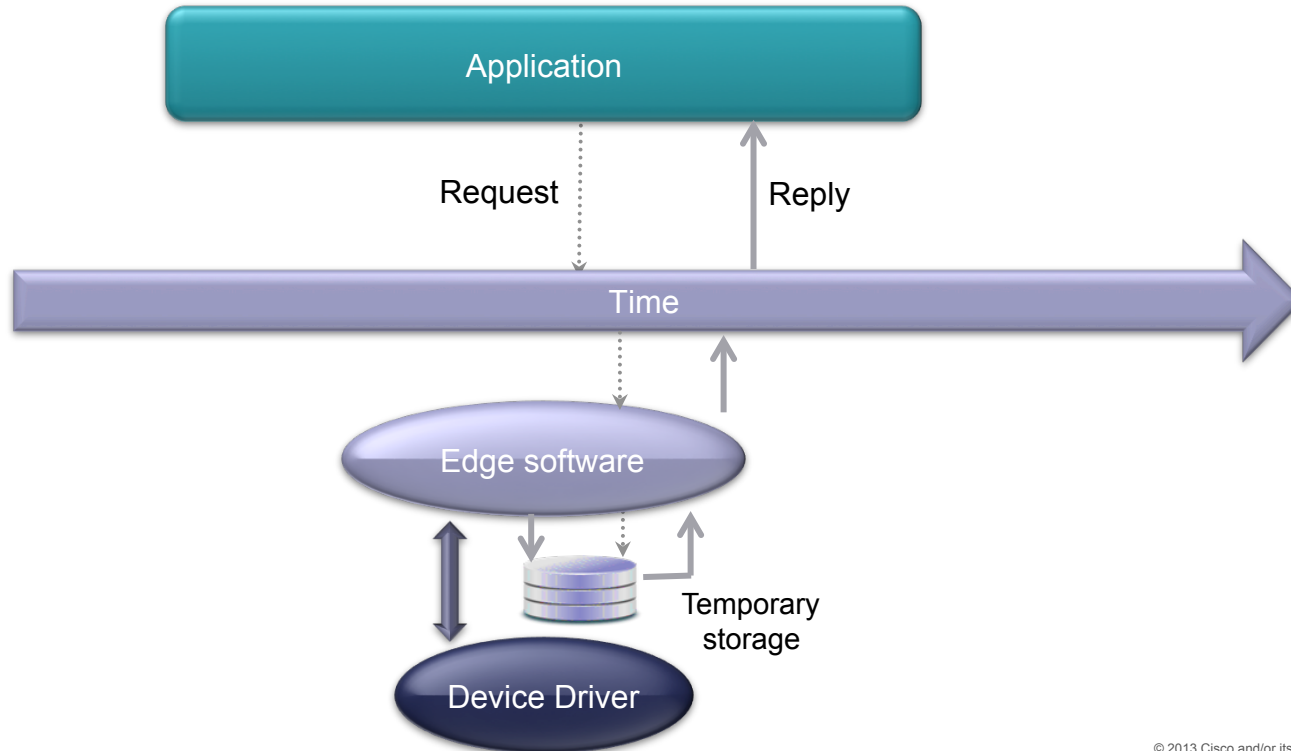 Application
Request
Reply
Time
Edge software
Temporary
storage
Device Driver
© 2013 Cisco and/or its